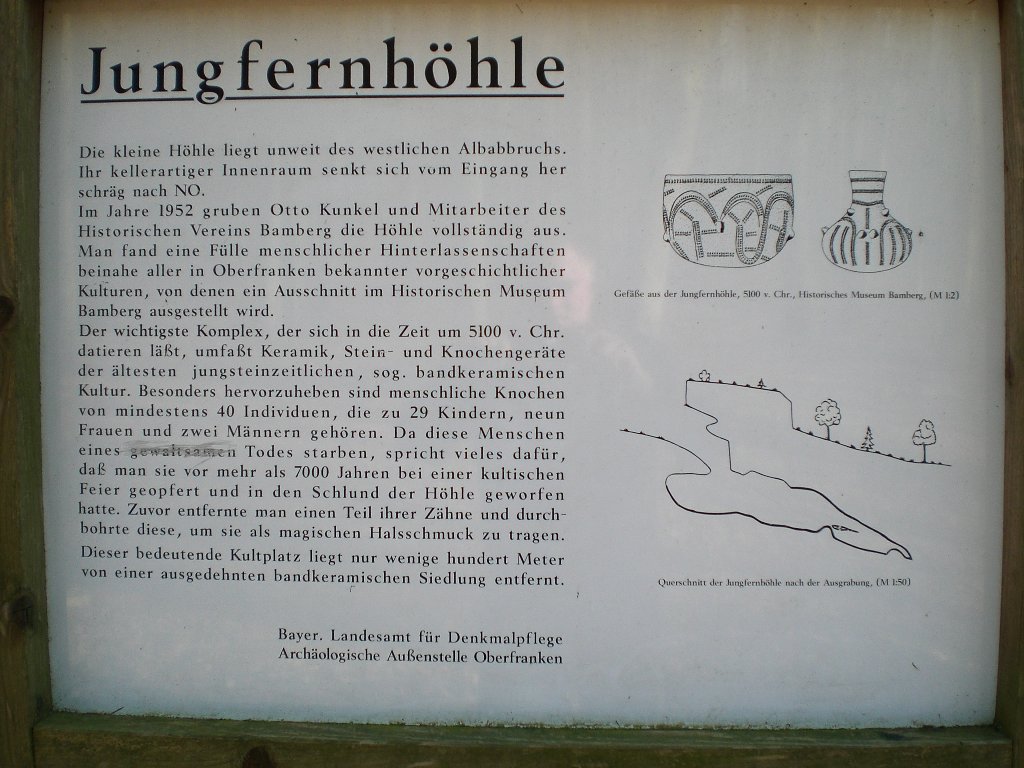 Jungfernhöhle
Die kleine Höhle liegt unweit des westlichen Albabbruchs.
Ihr kellerartiger Innenraum senkt sich vom Eingang her
schräg nach NO.
Im Jahre 1952 gruben Otto Kunkel und Mitarbeiter des
Historischen Vereins Bamberg die Höhle vollständig aus.
Man fand eine Fülle menschlicher Hinterlassenschaften
beinahe aller in Oberfranken bekannter vorgeschichtlicher
Kulturen, von denen ein Ausschnitt im Historischen Museum
Bamberg ausgestellt wird.
Der wichtigste Komplex, der sich in die Zeit um 5100 v. Chr.
datieren läßt, umfaßt Keramik, Stein- und Knochengeräte
der ältesten jungsteinzeitlichen, sog. bandkeramischen
Kultur. Besonders hervorzuheben sind menschliche Knochen
von mindestens 40 Individuen, die zu 29 Kindern, neun
Frauen und zwei Männern gehören. Da diese Menschen
eines gewaltsamen Todes starben, spricht vieles dafür,
daß man sie vor mehr als 7000 Jahren bei einer kultischen
Feier geopfert und in den Schlund der Höhle geworfen
hatte. Zuvor entfernte man einen Teil ihrer Zähne und durch-
bohrte diese, um sie als magischen Halsschmuck zu tragen.
Dieser bedeutende Kultplatz liegt nur wenige hundert Meter
von einer ausgedehnten bandkeramischen Siedlung entfernt.
Bayer. Landesamt für Denkmalpflege
Archäologische Außenstelle Oberfranken
Gefäße aus der Jungfernhöhle, 5100 v. Chr., Historisches Museum Bamberg, (M 1:2)
Querschnitt der Jungfernhöhle nach der Ausgrabung, (M 1:50)